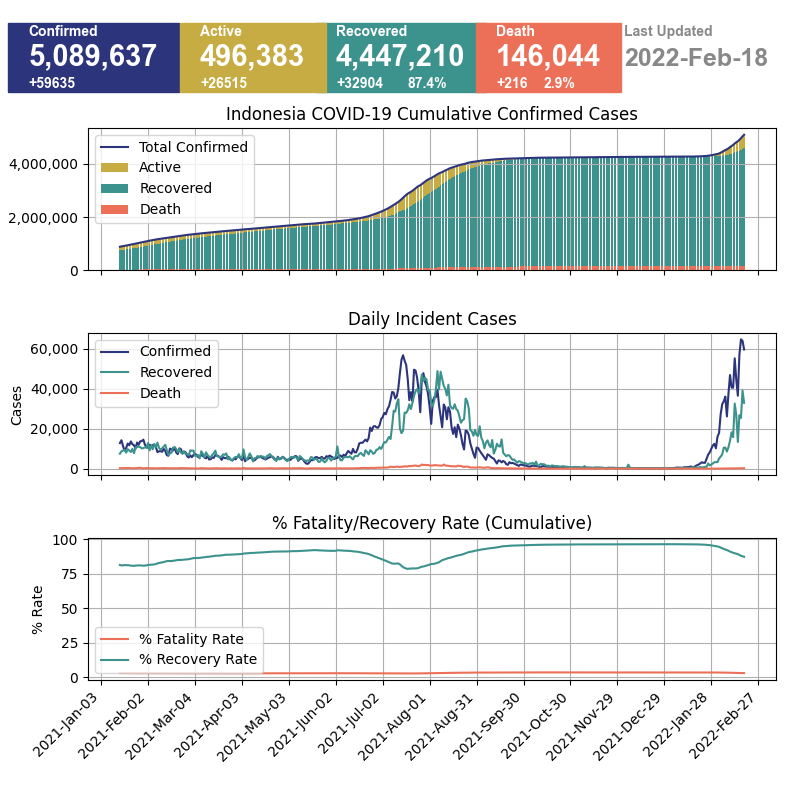 Confirmed Active Recovered Death Last Updated
5,089,637 496,383 4,447,210 146,044 2022-Feb-18
+59635 +26515 +32904 87.4% +216 2.9%
Indonesia COVID-19 Cumulative Confirmed Cases
Total Confirmed
Active
Recovered
Death
4,000,000
2,000,000
0
Daily Incident Cases
Confirmed
Recovered
Death
60,000
40,000
20,000
0
Cases
% Fatality/Recovery Rate (Cumulative)
100
75
50
25
0
% Rate
% Fatality Rate
% Recovery Rate
2021-Jan-03
2021-Feb-02
2021-Mar-04
2021-Apr-03
2021-May-03
2021-Jun-02
2021-Jul-02
2021-Aug-01
2021-Aug-31
2021-Sep-30
2021-Oct-30
2021-Nov-29
2021-Dec-29
2022-Jan-28
2022-Feb-27